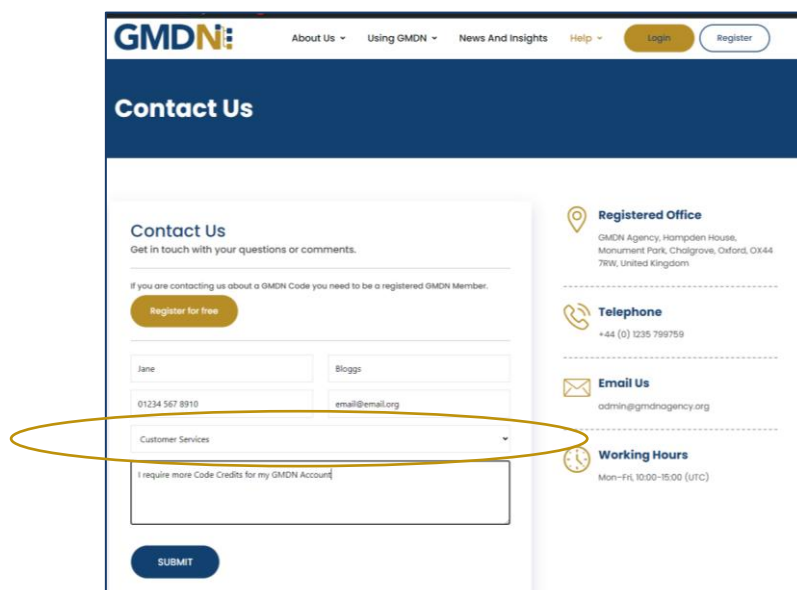 GMDN
About Us
Using GMDN
News And Insights
Help
Login
Register
Contact Us
Contact Us
Get in touch with your questions or comments.
If you are contacting us about a GMDN Code you need to be a registered GMDN Member.
Register for free
Jane
Bloggs
01234 567 8910
email@email.org
Customer Services
I require more Code Credits for my GMDN Account
SUBMIT
Registered Office
GMDN Agency, Hampden House,
Monument Park, Chalgrove, Oxford, OX44
7RW, United Kingdom
Telephone
+44 (0) 1235 799759
Email Us
admin@gmdnagency.org
Working Hours
Mon-Fri, 10:00-15:00 (UTC)